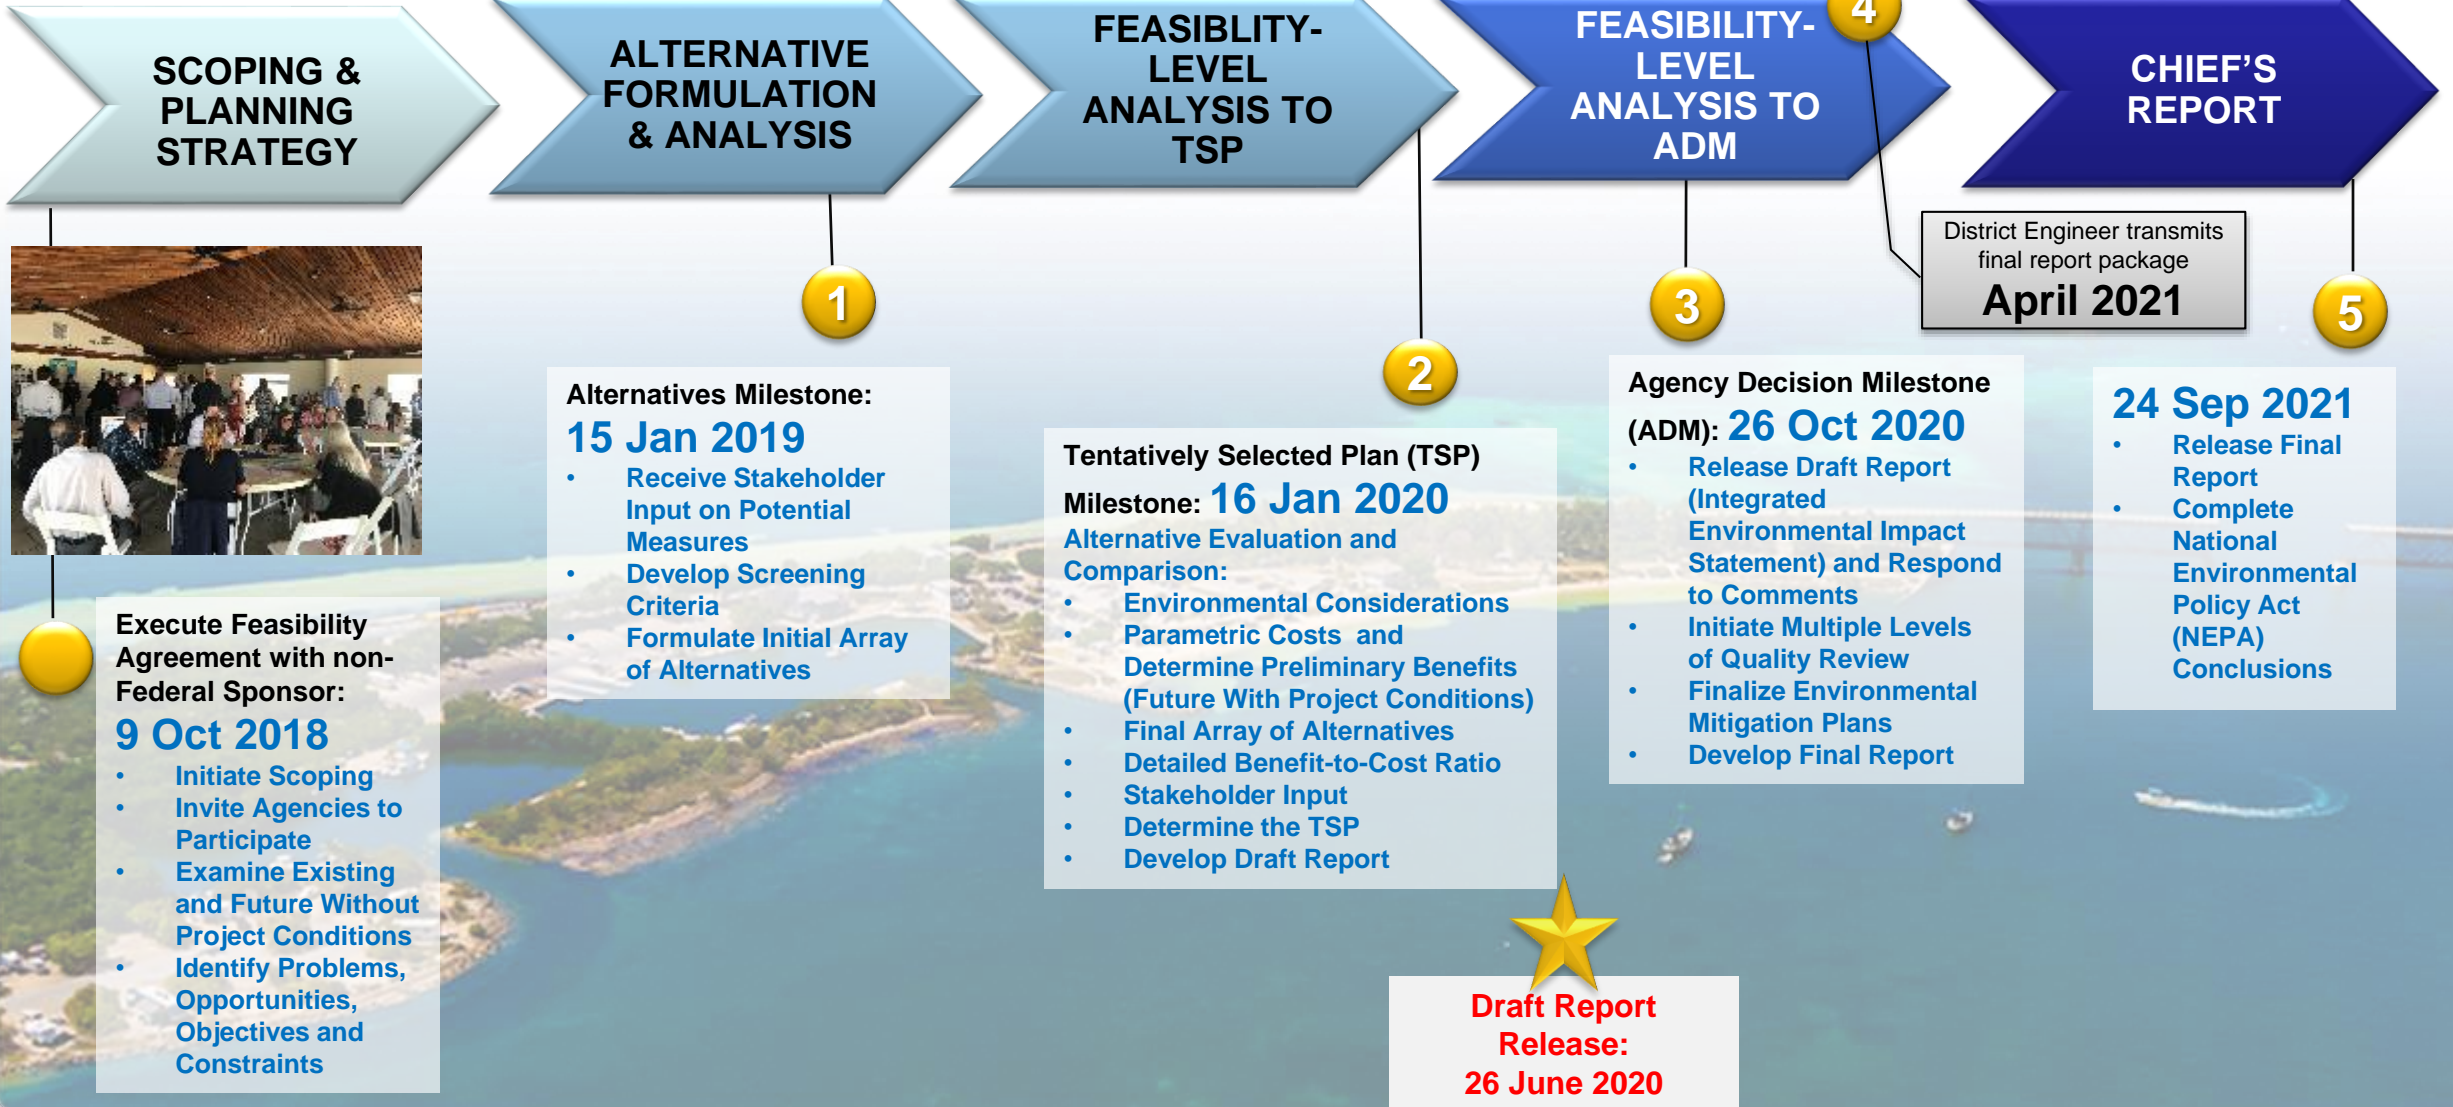 SCOPING &
PLANNING
STRATEGY
ALTERNATIVE
FORMULATION
& ANALYSIS
FEASIBLITY-
LEVEL
ANALYSIS TO
TSP
FEASIBILITY-
LEVEL
ANALYSIS TO
ADM
4
CHIEF’S
REPORT
District Engineer transmits
final report package
April 2021
1
2
3
5
Execute Feasibility
Agreement with non-
Federal Sponsor:
9 Oct 2018
• Initiate Scoping
• Invite Agencies to
Participate
• Examine Existing
and Future Without
Project Conditions
• Identify Problems,
Opportunities,
Objectives and
Constraints
Alternatives Milestone:
15 Jan 2019
• Receive Stakeholder
Input on Potential
Measures
• Develop Screening
Criteria
• Formulate Initial Array
of Alternatives
Tentatively Selected Plan (TSP)
Milestone: 16 Jan 2020
Alternative Evaluation and
Comparison:
• Environmental Considerations
• Parametric Costs and
Determine Preliminary Benefits
(Future With Project Conditions)
• Final Array of Alternatives
• Detailed Benefit-to-Cost Ratio
• Stakeholder Input
• Determine the TSP
• Develop Draft Report
Draft Report
Release:
26 June 2020
Agency Decision Milestone
(ADM): 26 Oct 2020
• Release Draft Report
(Integrated
Environmental Impact
Statement) and Respond
to Comments
• Initiate Multiple Levels
of Quality Review
• Finalize Environmental
Mitigation Plans
• Develop Final Report
24 Sep 2021
• Release Final
Report
• Complete
National
Environmental
Policy Act
(NEPA)
Conclusions